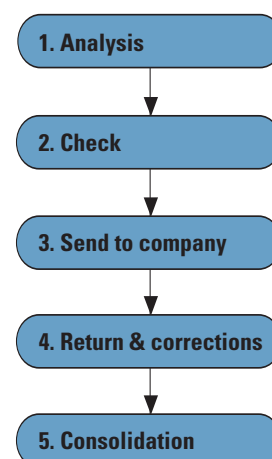 1. Analysis
2. Check
3. Send to company
4. Return & corrections
5. Consolidation